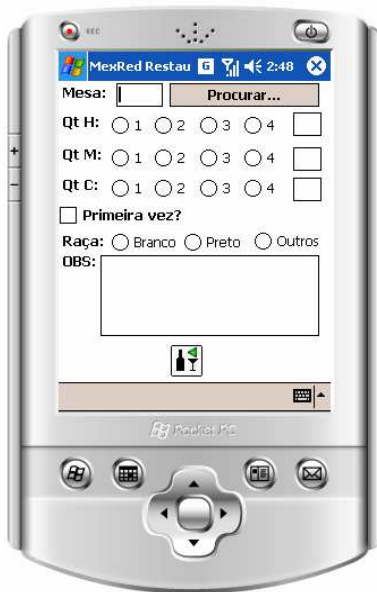 REC
MexRed Restau G 2:48
Mesa: Procurar...
Qt H: 1 2 3 4
Qt M: 1 2 3 4
Qt C: 1 2 3 4
Primeira vez?
Raça: Branco Preto Outros
OBS:
Pocket PC